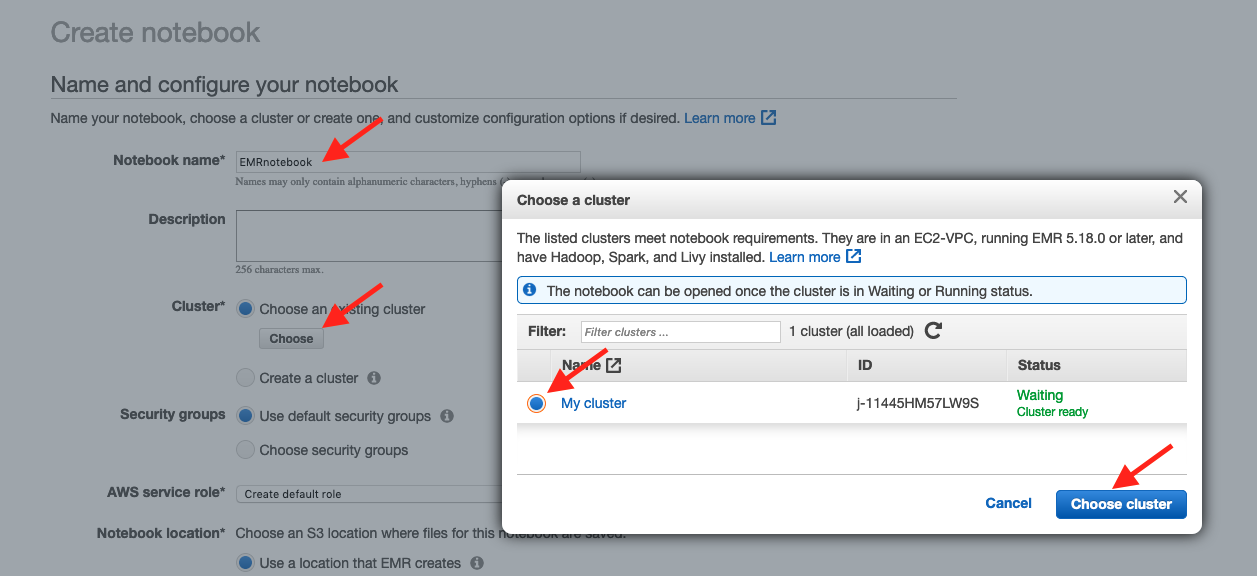 Create notebook
Name and configure your notebook
Name your notebook, choose a cluster or create one, and customize configuration options if desired. Learn more
Notebook name*
EMRnotebook
Names may only contain alphanumeric characters, hyphens (
Description
256 characters max.
Cluster*
Choose an existing cluster
Choose
Create a cluster
Security groups
Use default security groups
Choose security groups
AWS service role*
Create default role
Notebook location*
Choose an S3 location where files for this notebook are saved.
Use a location that EMR creates
Choose a cluster
The listed clusters meet notebook requirements. They are in an EC2-VPC, running EMR 5.18.0 or later, and
have Hadoop, Spark, and Livy installed. Learn more
The notebook can be opened once the cluster is in Waiting or Running status.
Filter:
Filter clusters ...
1 cluster (all loaded)
Name
ID
Status
My cluster
j-11445HM57LW9S
Waiting
Cluster ready
Cancel
Choose cluster